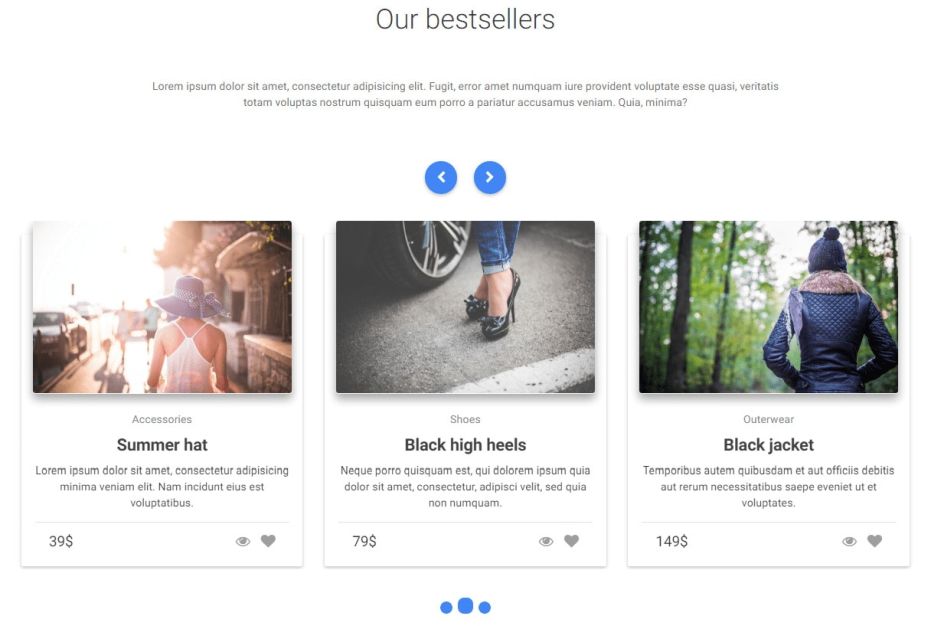 Our bestsellers
Lorem ipsum dolor sit amet, consectetur adipisicing elit. Fugit, error amet numquam iure provident voluptate esse quasi, veritatis
totam voluptas nostrum quisquam eum porro a pariatur accusamus veniam. Quia, minima?
Accessories
Summer hat
Lorem ipsum dolor sit amet, consectetur adipisicing
minima veniam elit. Nam incidunt eius est
voluptatibus.
39$
Shoes
Black high heels
Neque porro quisquam est, qui dolorem ipsum quia
dolor sit amet, consectetur, adipisci velit, sed quia
non numquam.
79$
Outerwear
Black jacket
Temporibus autem quibusdam et aut officiis debitis
aut rerum necessitatibus saepe eveniet ut et
voluptates.
149$